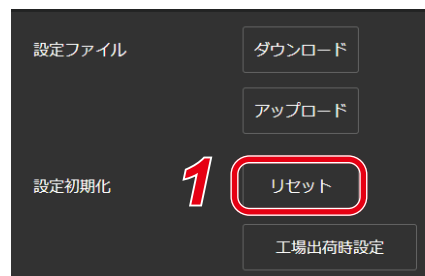 設定ファイル
ダウンロード
アップロード
設定初期化
1
リセット
工場出荷時設定